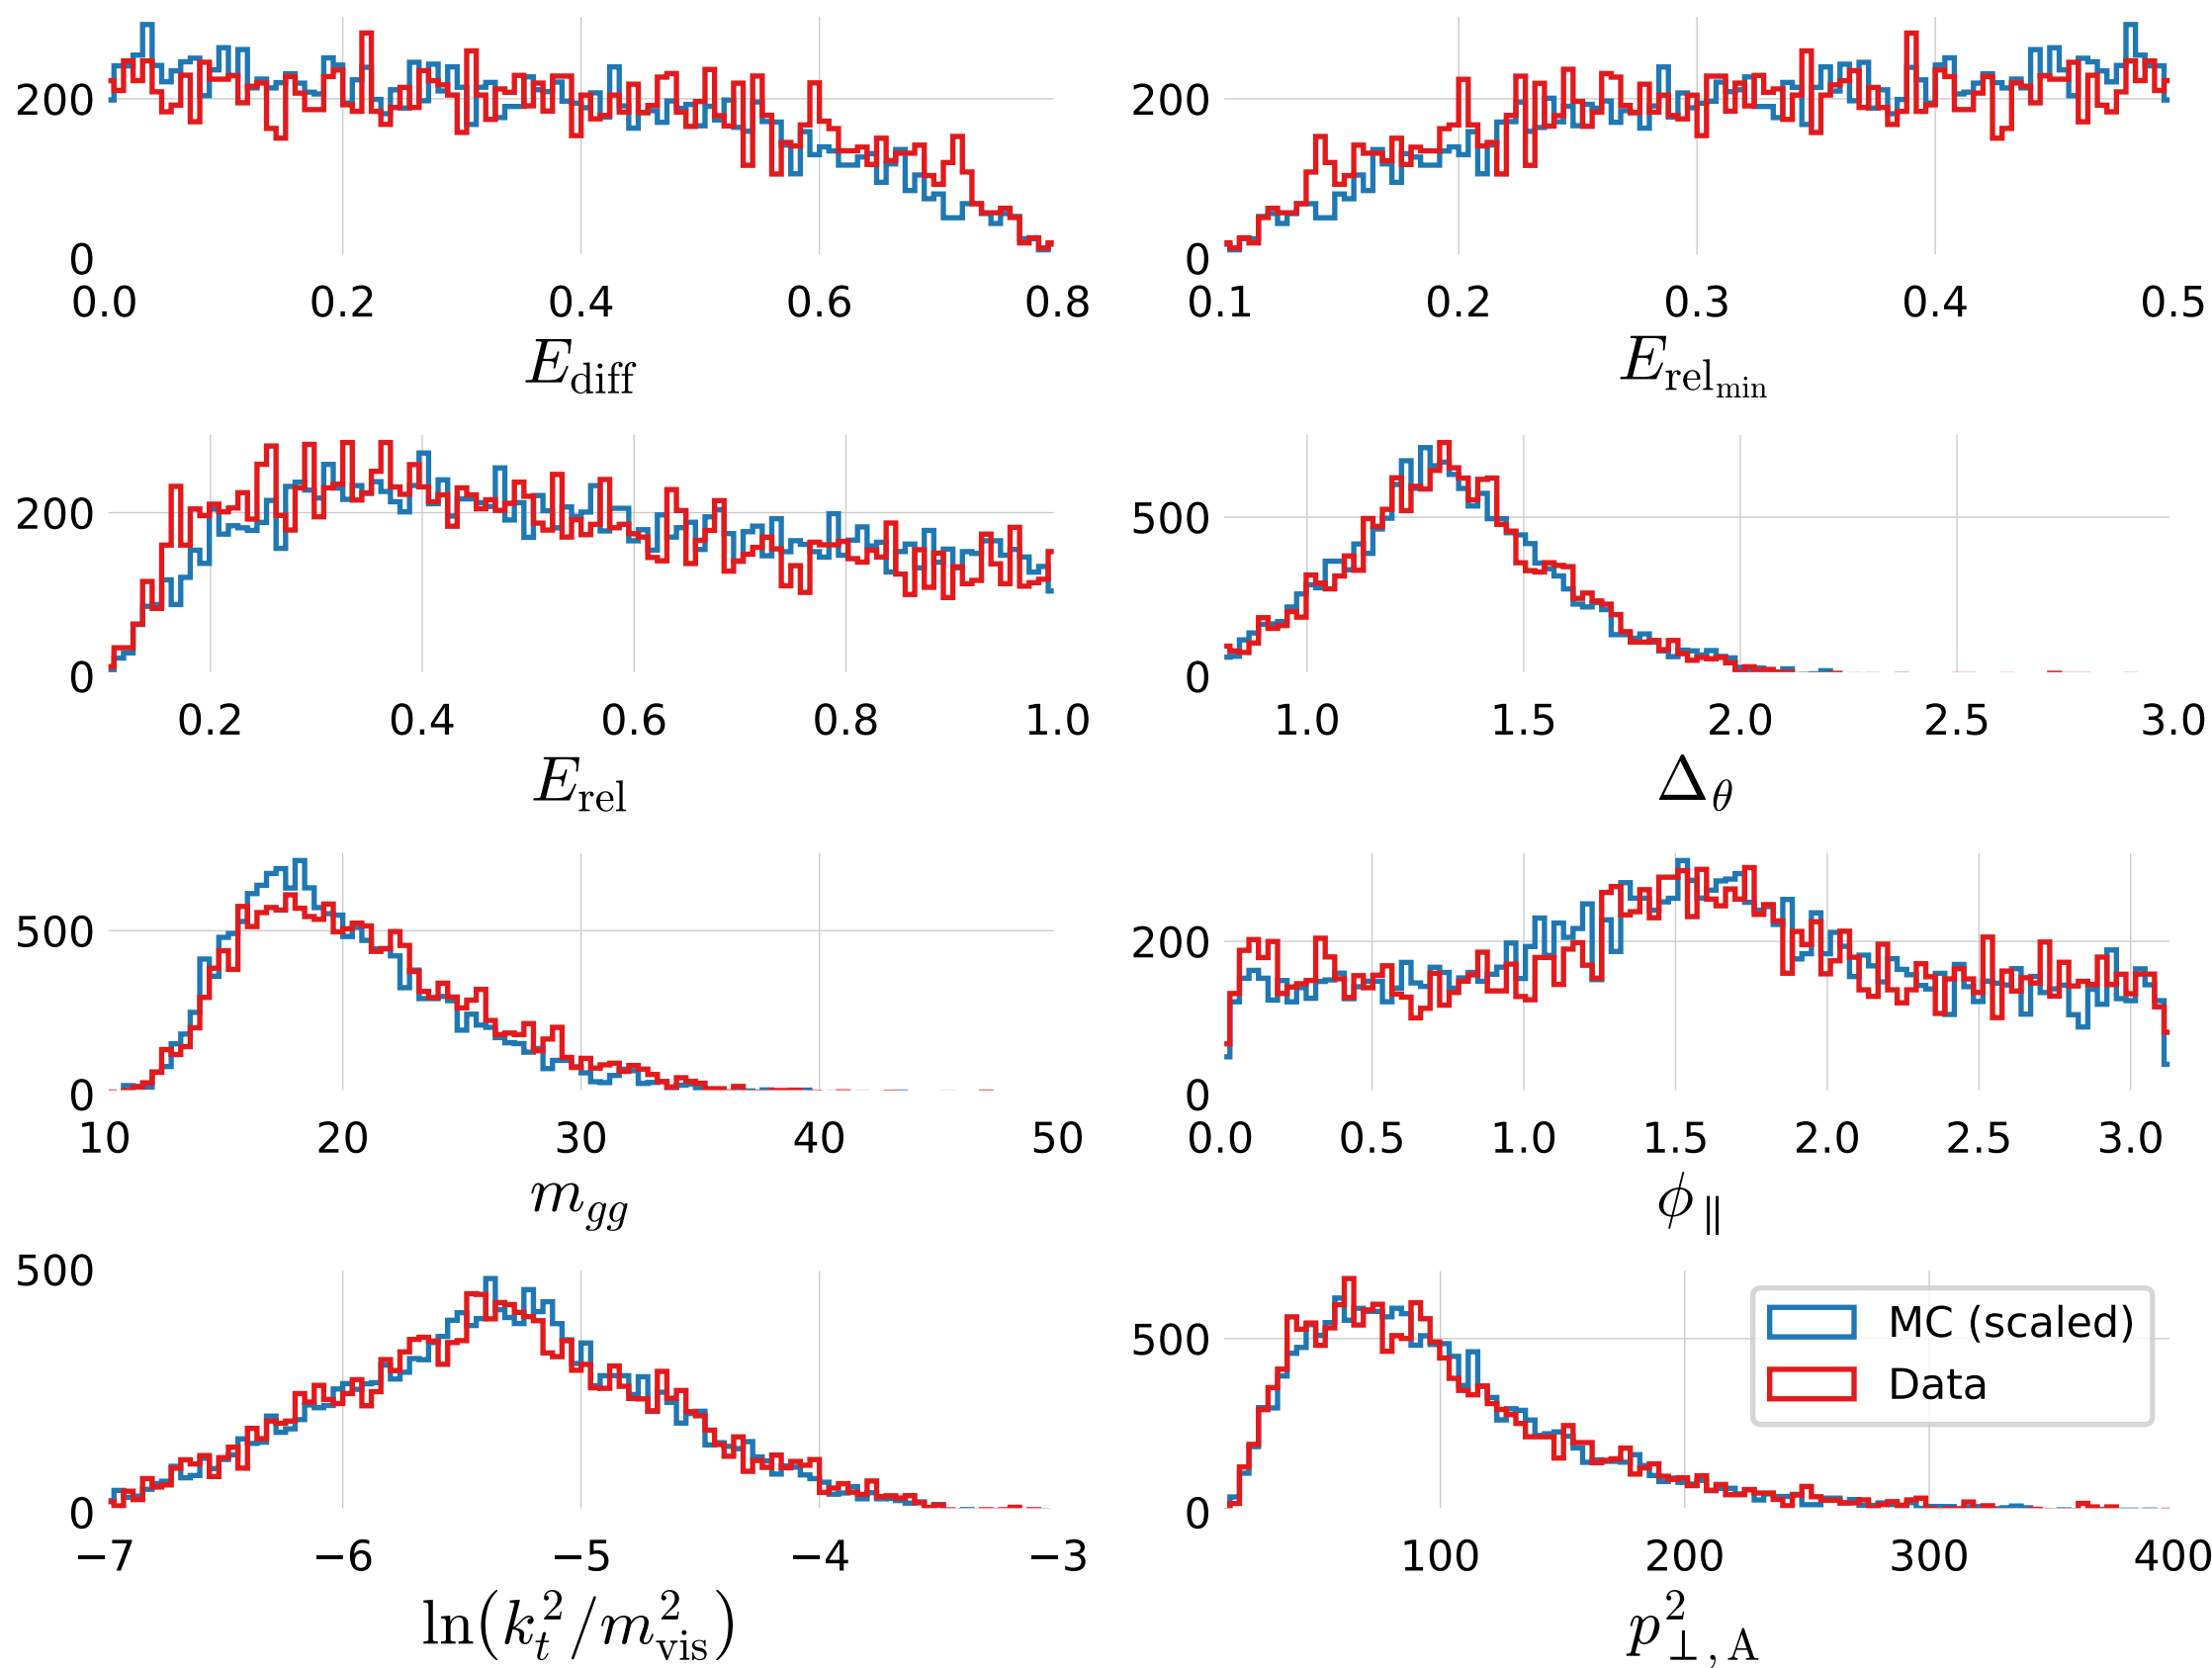 200
0
0.0 0.2 0.4 0.6 0.8
E_diff
200
0
0.1 0.2 0.3 0.4 0.5
E_rel_min
200
0
0.2 0.4 0.6 0.8 1.0
E_rel
500
0
1.0 1.5 2.0 2.5 3.0
Δ_θ
500
0
10 20 30 40 50
m_gg
200
0
0.0 0.5 1.0 1.5 2.0 2.5 3.0
ϕ_∥
500
0
−7 −6 −5 −4 −3
ln(k_t^2/m_vis^2)
500
0
100 200 300 400
p_⊥,A^2
MC (scaled)
Data